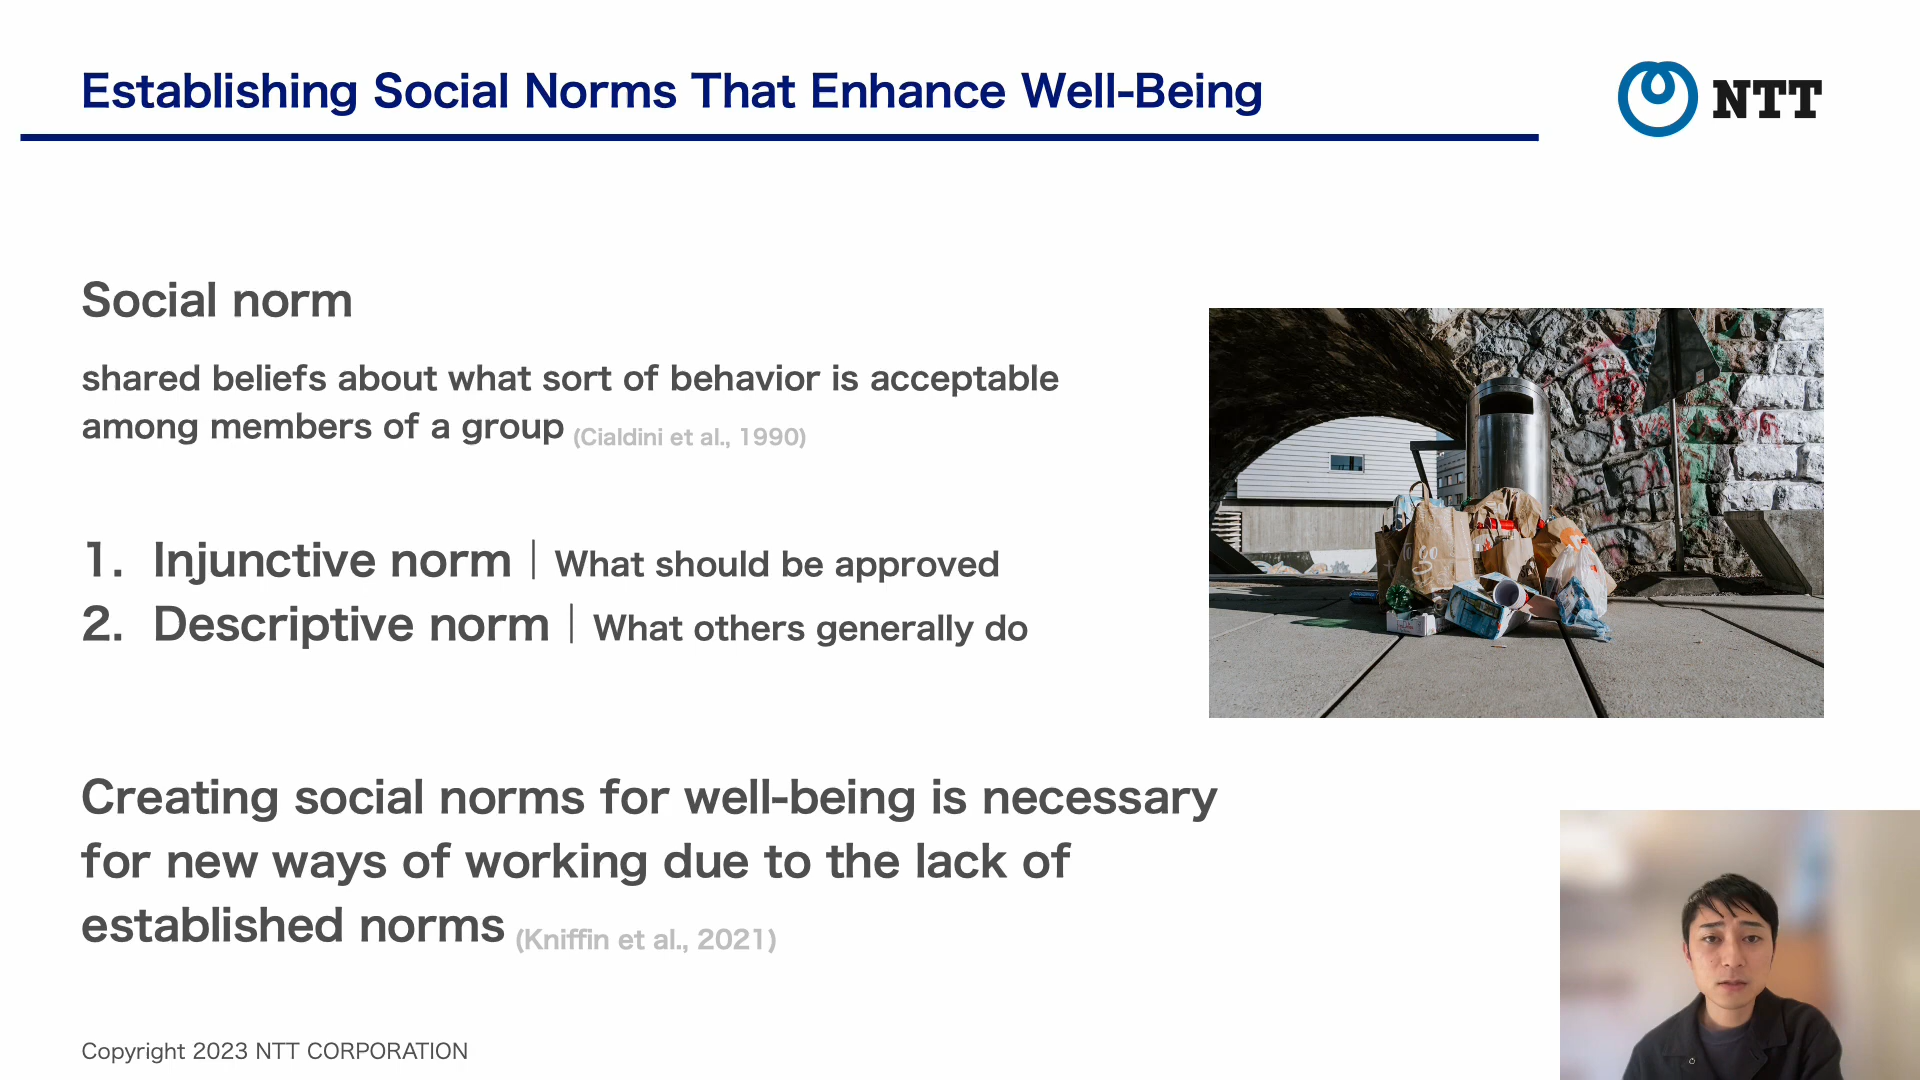 Establishing Social Norms That Enhance Well-Being
NTT
Social norm
shared beliefs about what sort of behavior is acceptable
among members of a group (Cialdini et al., 1990)
1. Injunctive norm | What should be approved
2. Descriptive norm | What others generally do
Creating social norms for well-being is necessary
for new ways of working due to the lack of
established norms (Kniffin et al., 2021)
Copyright 2023 NTT CORPORATION